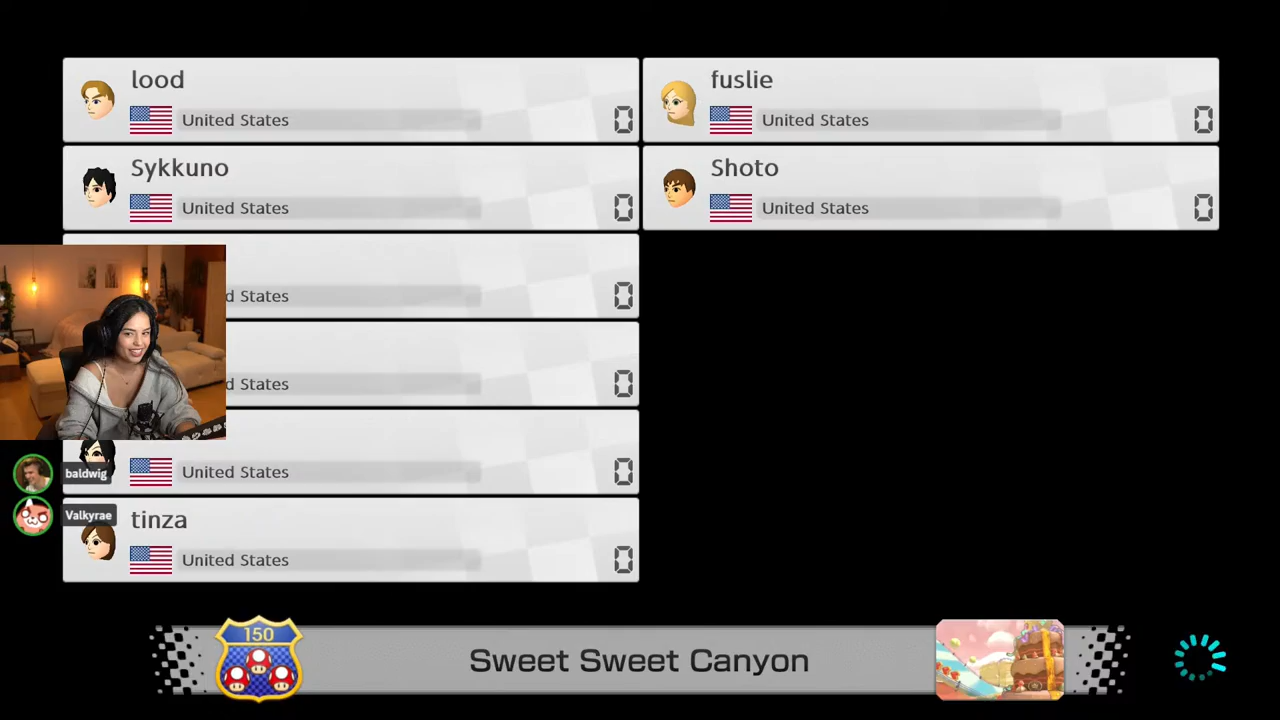 lood
United States 0
Sykkuno
United States 0
d States 0
d States 0
United States 0
tinza
United States 0
fuslie
United States 0
Shoto
United States 0
baldwig
Valkyrae
150
Sweet Sweet Canyon